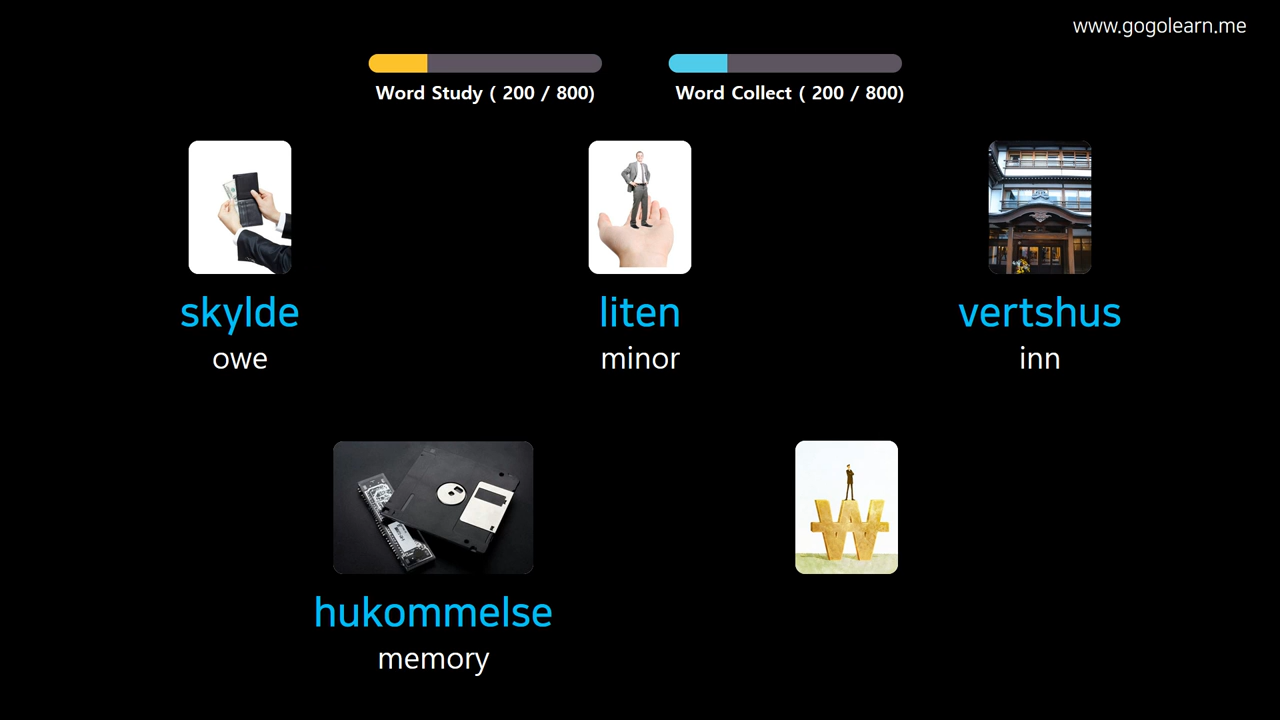 www.gogolearn.me
Word Study ( 200 / 800)
Word Collect ( 200 / 800)
skylde
owe
liten
minor
vertshus
inn
hukommelse
memory